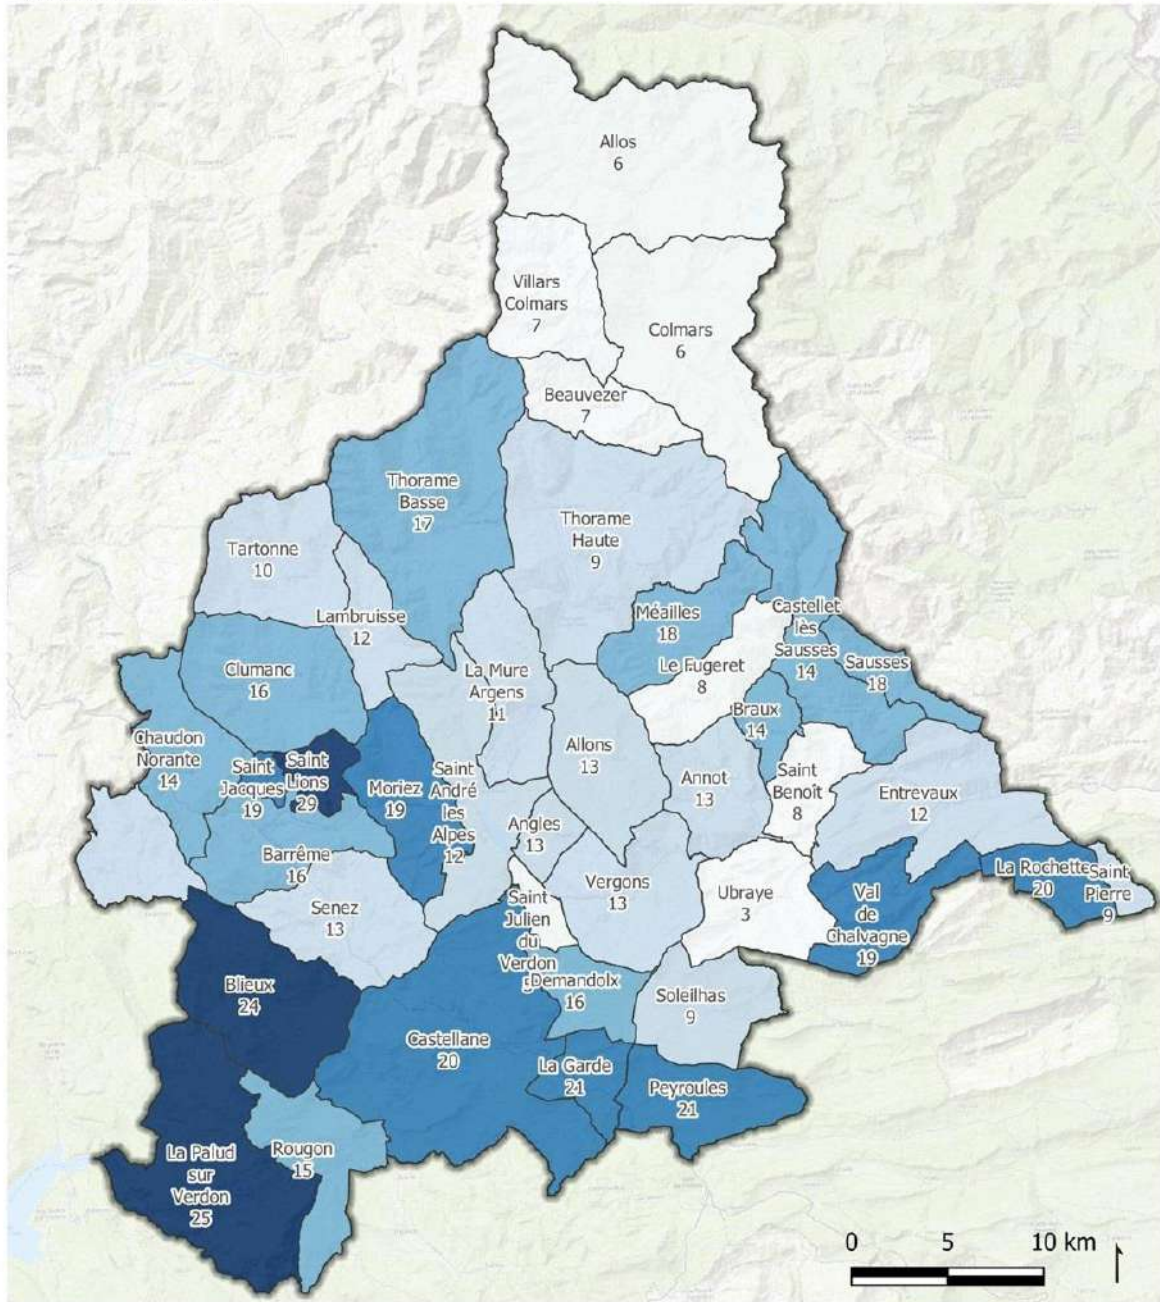 Allos
6
Villars
Colmars
7
Colmars
6
Beauvezer
7
Thorame
Basse
17
Thorame
Haute
9
Tartonne
10
Lambruisse
12
Méailles
18
Castellet
lès
Sausses
14
Sausses
18
Le Fugeret
8
La Mure
Argens
11
Clumanc
16
Braux
14
Chaudon
Norante
14
Saint
Jacques
19
Saint
Lions
29
Moriez
19
Saint
André
les
Alpes
12
Allons
13
Annot
13
Saint
Benoît
8
Entrevaux
12
Angles
13
Barrême
16
Senez
13
Vergons
13
Ubraye
3
Val
de
Chalvagne
19
La Rochette
20
Saint
Pierre
9
Saint
Julien
du
Verdon
Demandolx
16
Soleilhas
9
Blieux
24
Castellane
20
La Garde
21
Peyroules
21
Rougon
15
La Palud
sur
Verdon
25
0 5 10 km